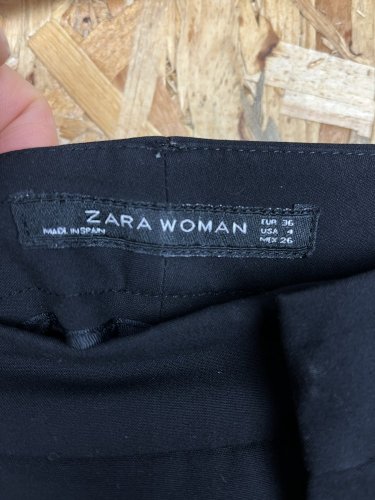 ZARA WOMAN
MADE IN SPAIN
EUR 36
USA 4
MEX 26